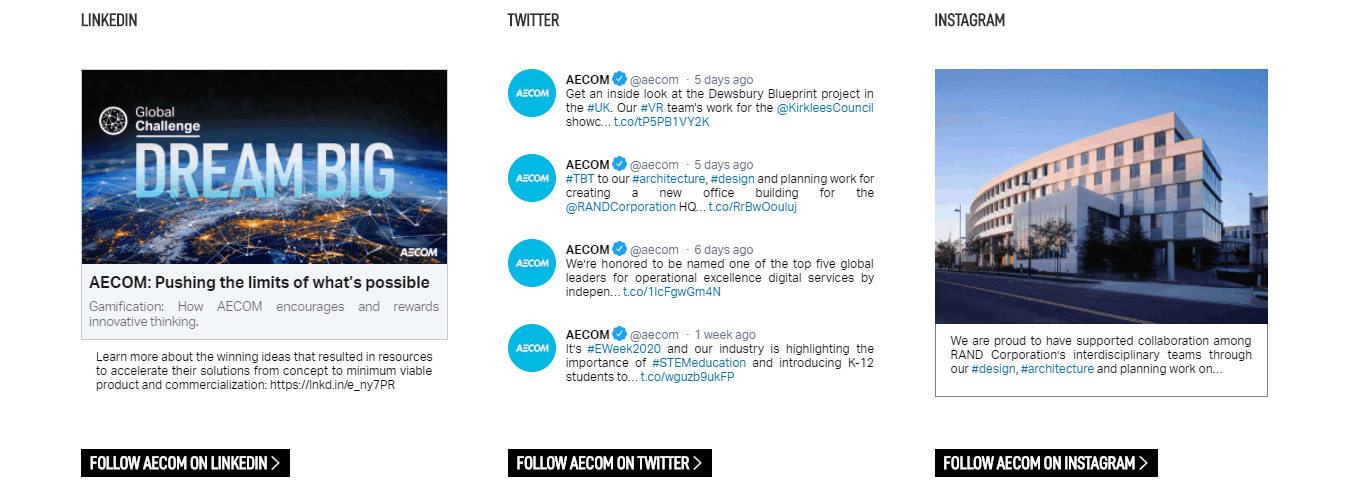 LINKEDIN
Global
Challenge
DREAM BIG
AECOM
AECOM: Pushing the limits of what's possible
Gamification: How AECOM encourages and rewards
innovative thinking.
Learn more about the winning ideas that resulted in resources
to accelerate their solutions from concept to minimum viable
product and commercialization: https://lnkd.in/e_ny7PR
FOLLOW AECOM ON LINKEDIN >
TWITTER
AECOM
AECOM @aecom · 5 days ago
Get an inside look at the Dewsbury Blueprint project in
the #UK. Our #VR team's work for the @KirkleesCouncil
showc… t.co/tP5PB1VY2K
AECOM
AECOM @aecom · 5 days ago
#TBT to our #architecture, #design and planning work for
creating a new office building for the
@RANDCorporation HQ… t.co/RrBwOouluj
AECOM
AECOM @aecom · 6 days ago
We're honored to be named one of the top five global
leaders for operational excellence digital services by
indepen… t.co/1lcFgwGm4N
AECOM
AECOM @aecom · 1 week ago
It's #EWeek2020 and our industry is highlighting the
importance of #STEMeducation and introducing K-12
students to… t.co/wguzb9ukFP
FOLLOW AECOM ON TWITTER >
INSTAGRAM
We are proud to have supported collaboration among
RAND Corporation's interdisciplinary teams through
our #design, #architecture and planning work on…
FOLLOW AECOM ON INSTAGRAM >